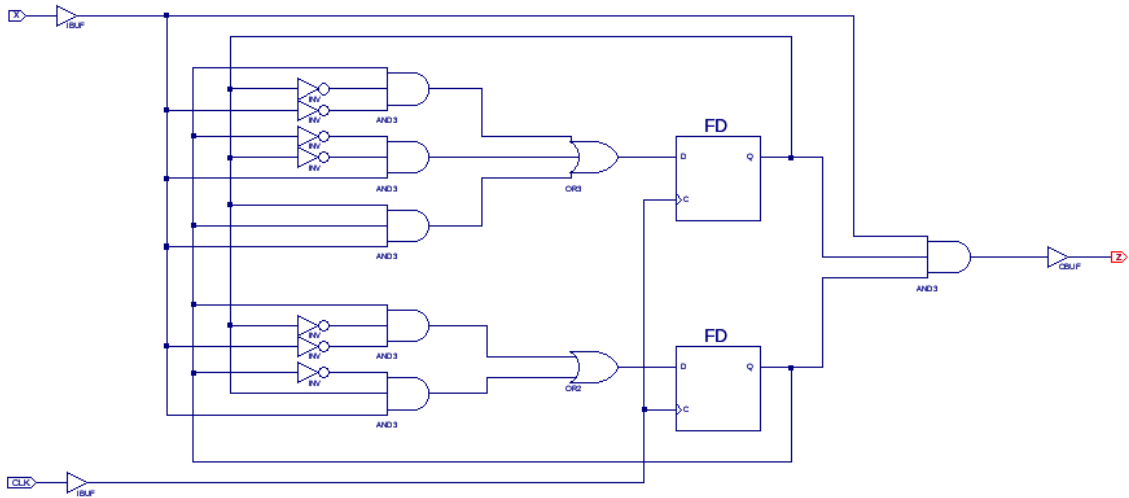 X
IBUF
INV
INV
AND3
INV
INV
AND3
OR3
AND3
FD
D
Q
C
AND3
Z
OBUF
INV
INV
AND3
INV
OR2
AND3
FD
D
Q
C
CLK
IBUF